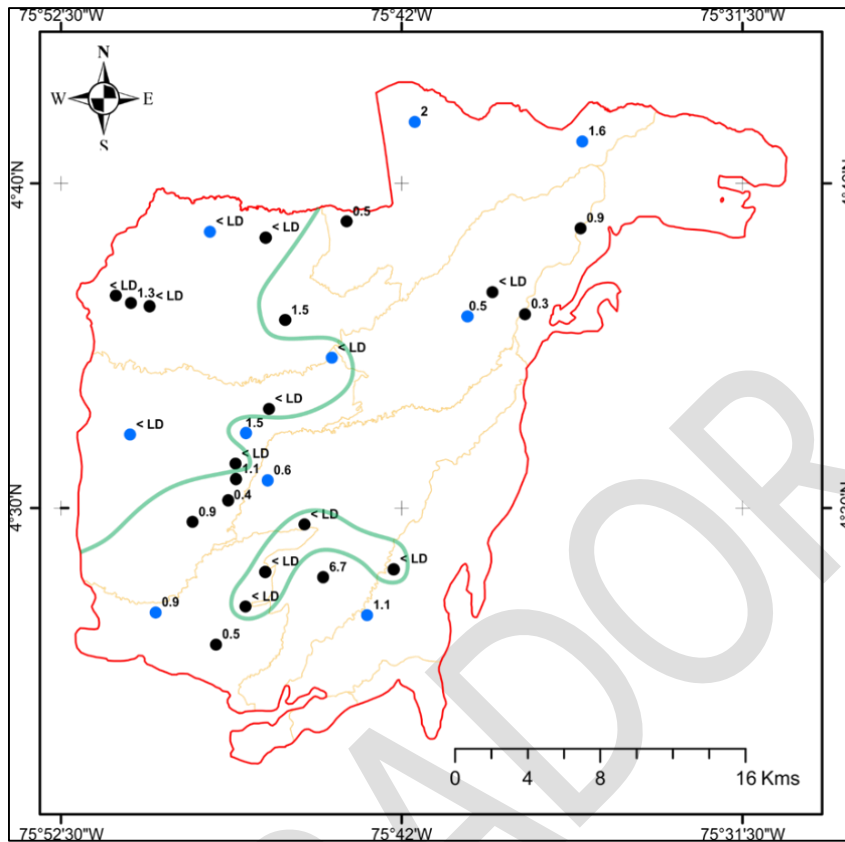 75°52'30"W 75°42'W 75°31'30"W
N
W E
S
2
1.6
4°40'N
< LD
< LD
0.5
0.9
< LD
1.3
< LD
< LD
0.5
0.3
1.5
< LD
< LD
< LD
1.5
< LD
1.1
0.6
0.4
0.9
4°30'N
< LD
< LD
< LD
6.7
< LD
0.9
1.1
0.5
ADOR
0 4 8 16 Kms
75°52'30"W 75°42'W 75°31'30"W